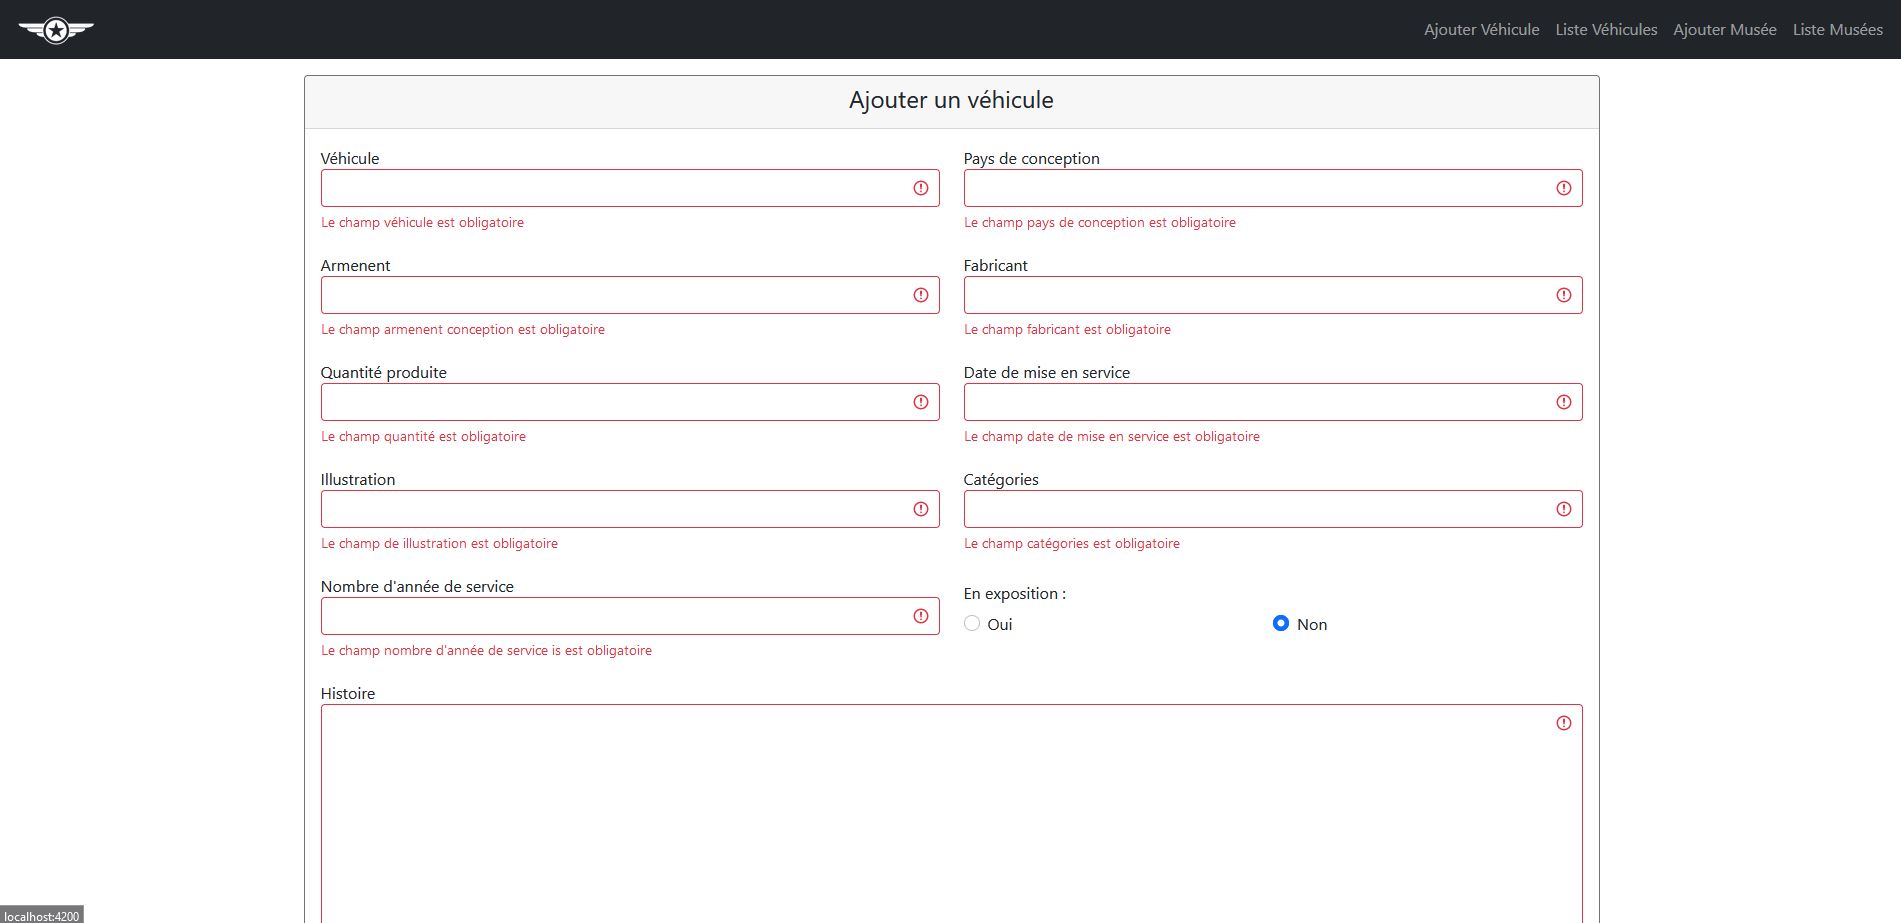 Ajouter Véhicule Liste Véhicules Ajouter Musée Liste Musées
Ajouter un véhicule
Véhicule
Le champ véhicule est obligatoire
Pays de conception
Le champ pays de conception est obligatoire
Armenent
Le champ armenent conception est obligatoire
Fabricant
Le champ fabricant est obligatoire
Quantité produite
Le champ quantité est obligatoire
Date de mise en service
Le champ date de mise en service est obligatoire
Illustration
Le champ de illustration est obligatoire
Catégories
Le champ catégories est obligatoire
Nombre d'année de service
Le champ nombre d'année de service is est obligatoire
En exposition :
Oui Non
Histoire
localhost:4200